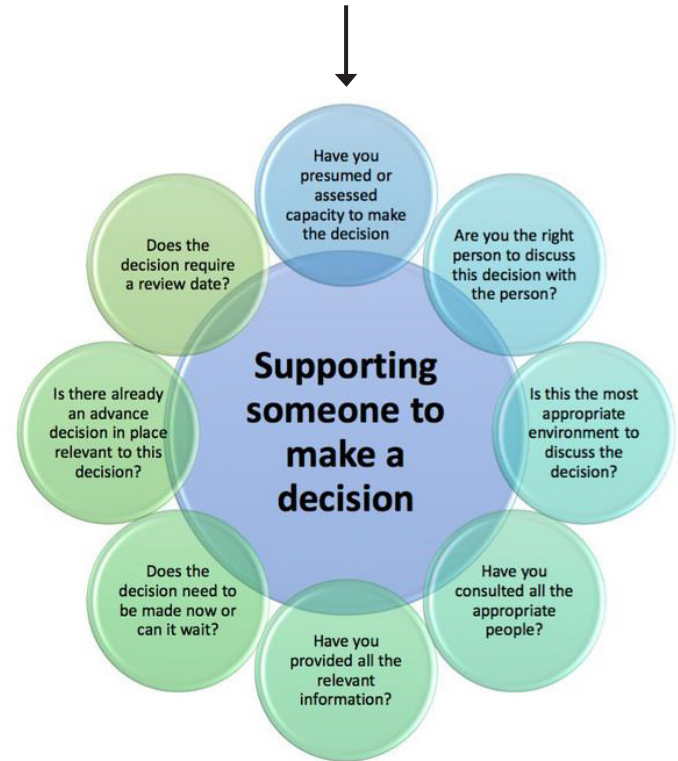 Have you
presumed or
assessed
capacity to make
the decision
Are you the right
person to discuss
this decision with
the person?
Is this the most
appropriate
environment to
discuss the
decision?
Have you
consulted all the
appropriate
people?
Have you
provided all the
relevant
information?
Does the
decision need to
be made now or
can it wait?
Is there already
an advance
decision in place
relevant to this
decision?
Does the
decision require
a review date?
Supporting
someone to
make a
decision